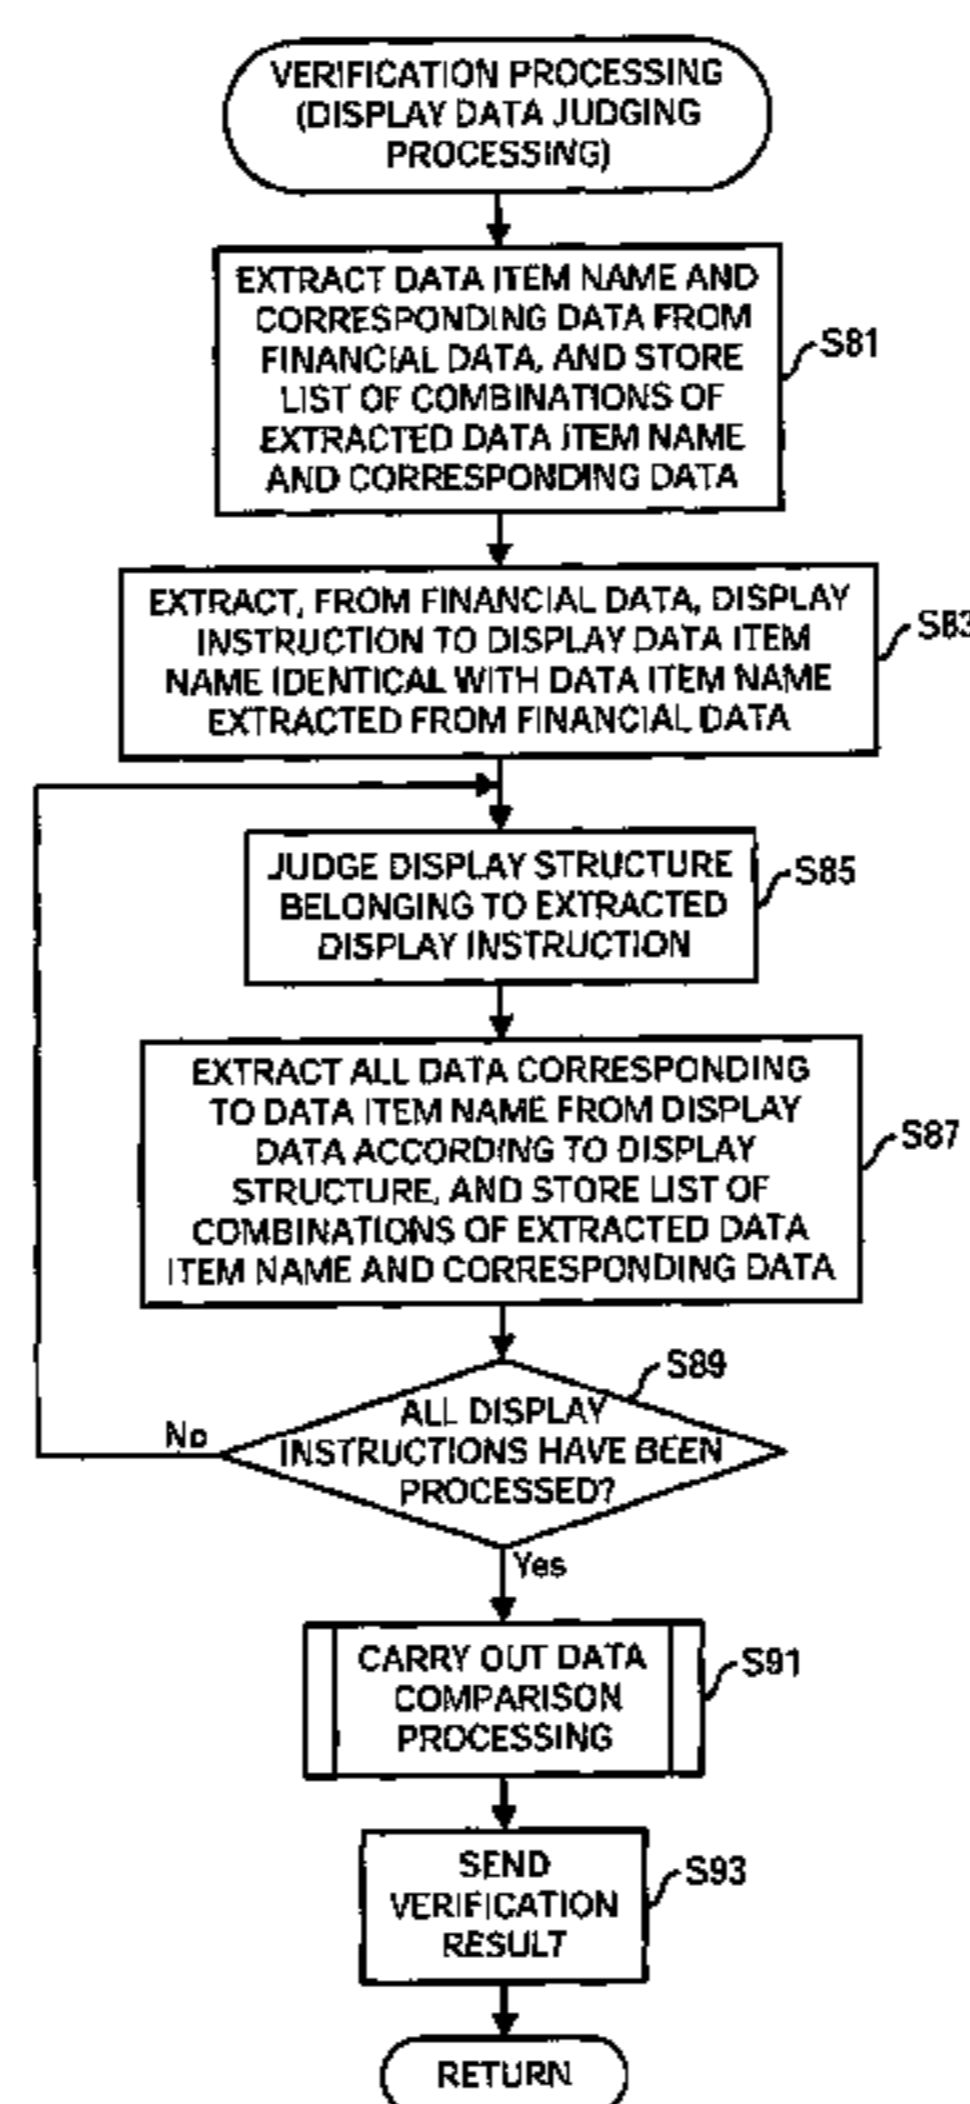 VERIFICATION PROCESSING
(DISPLAY DATA JUDGING
PROCESSING)
EXTRACT DATA ITEM NAME AND
CORRESPONDING DATA FROM
FINANCIAL DATA, AND STORE
LIST OF COMBINATIONS OF
EXTRACTED DATA ITEM NAME
AND CORRESPONDING DATA
S81
EXTRACT, FROM FINANCIAL DATA, DISPLAY
INSTRUCTION TO DISPLAY DATA ITEM
NAME IDENTICAL WITH DATA ITEM NAME
EXTRACTED FROM FINANCIAL DATA
S83
JUDGE DISPLAY STRUCTURE
BELONGING TO EXTRACTED
DISPLAY INSTRUCTION
S85
EXTRACT ALL DATA CORRESPONDING
TO DATA ITEM NAME FROM DISPLAY
DATA ACCORDING TO DISPLAY
STRUCTURE, AND STORE LIST OF
COMBINATIONS OF EXTRACTED DATA
ITEM NAME AND CORRESPONDING DATA
S87
S89
ALL DISPLAY
INSTRUCTIONS HAVE BEEN
PROCESSED?
No
Yes
CARRY OUT DATA
COMPARISON
PROCESSING
S91
SEND
VERIFICATION
RESULT
S93
RETURN